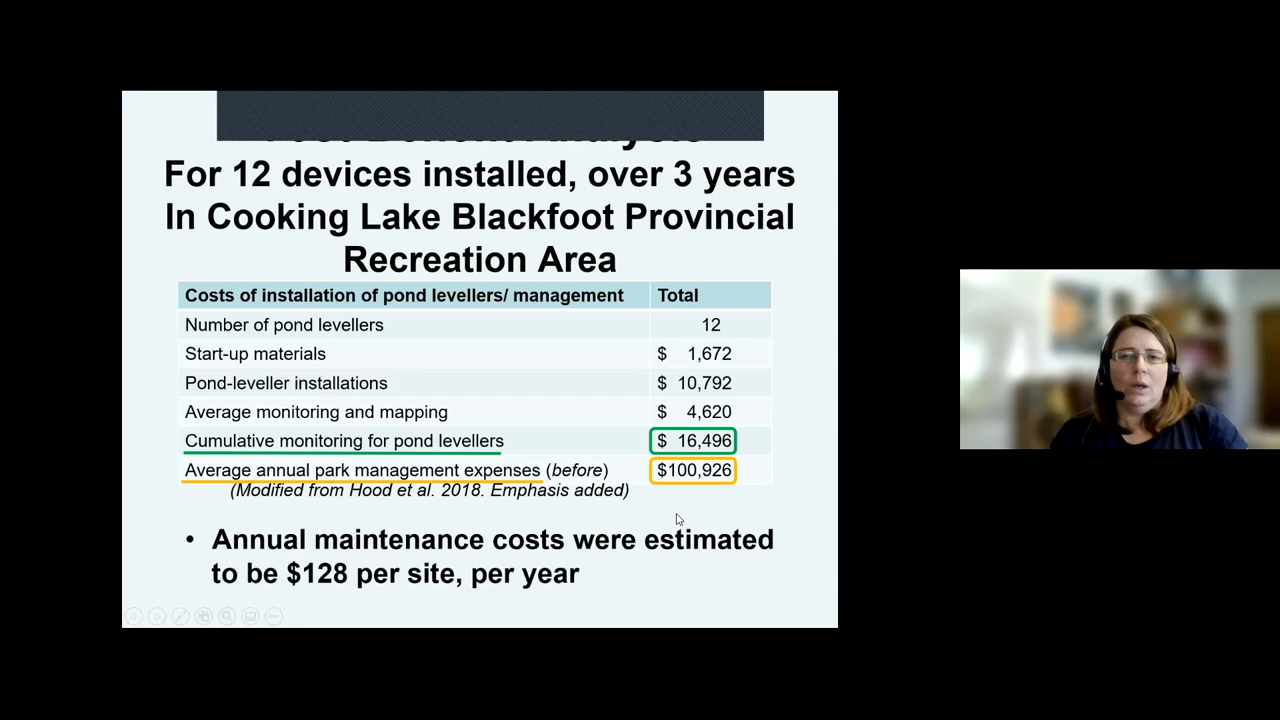 For 12 devices installed, over 3 years
In Cooking Lake Blackfoot Provincial
Recreation Area
Costs of installation of pond levellers/ management Total
Number of pond levellers 12
Start-up materials $ 1,672
Pond-leveller installations $ 10,792
Average monitoring and mapping $ 4,620
Cumulative monitoring for pond levellers $ 16,496
Average annual park management expenses (before) $100,926
(Modified from Hood et al. 2018. Emphasis added)
• Annual maintenance costs were estimated
to be $128 per site, per year